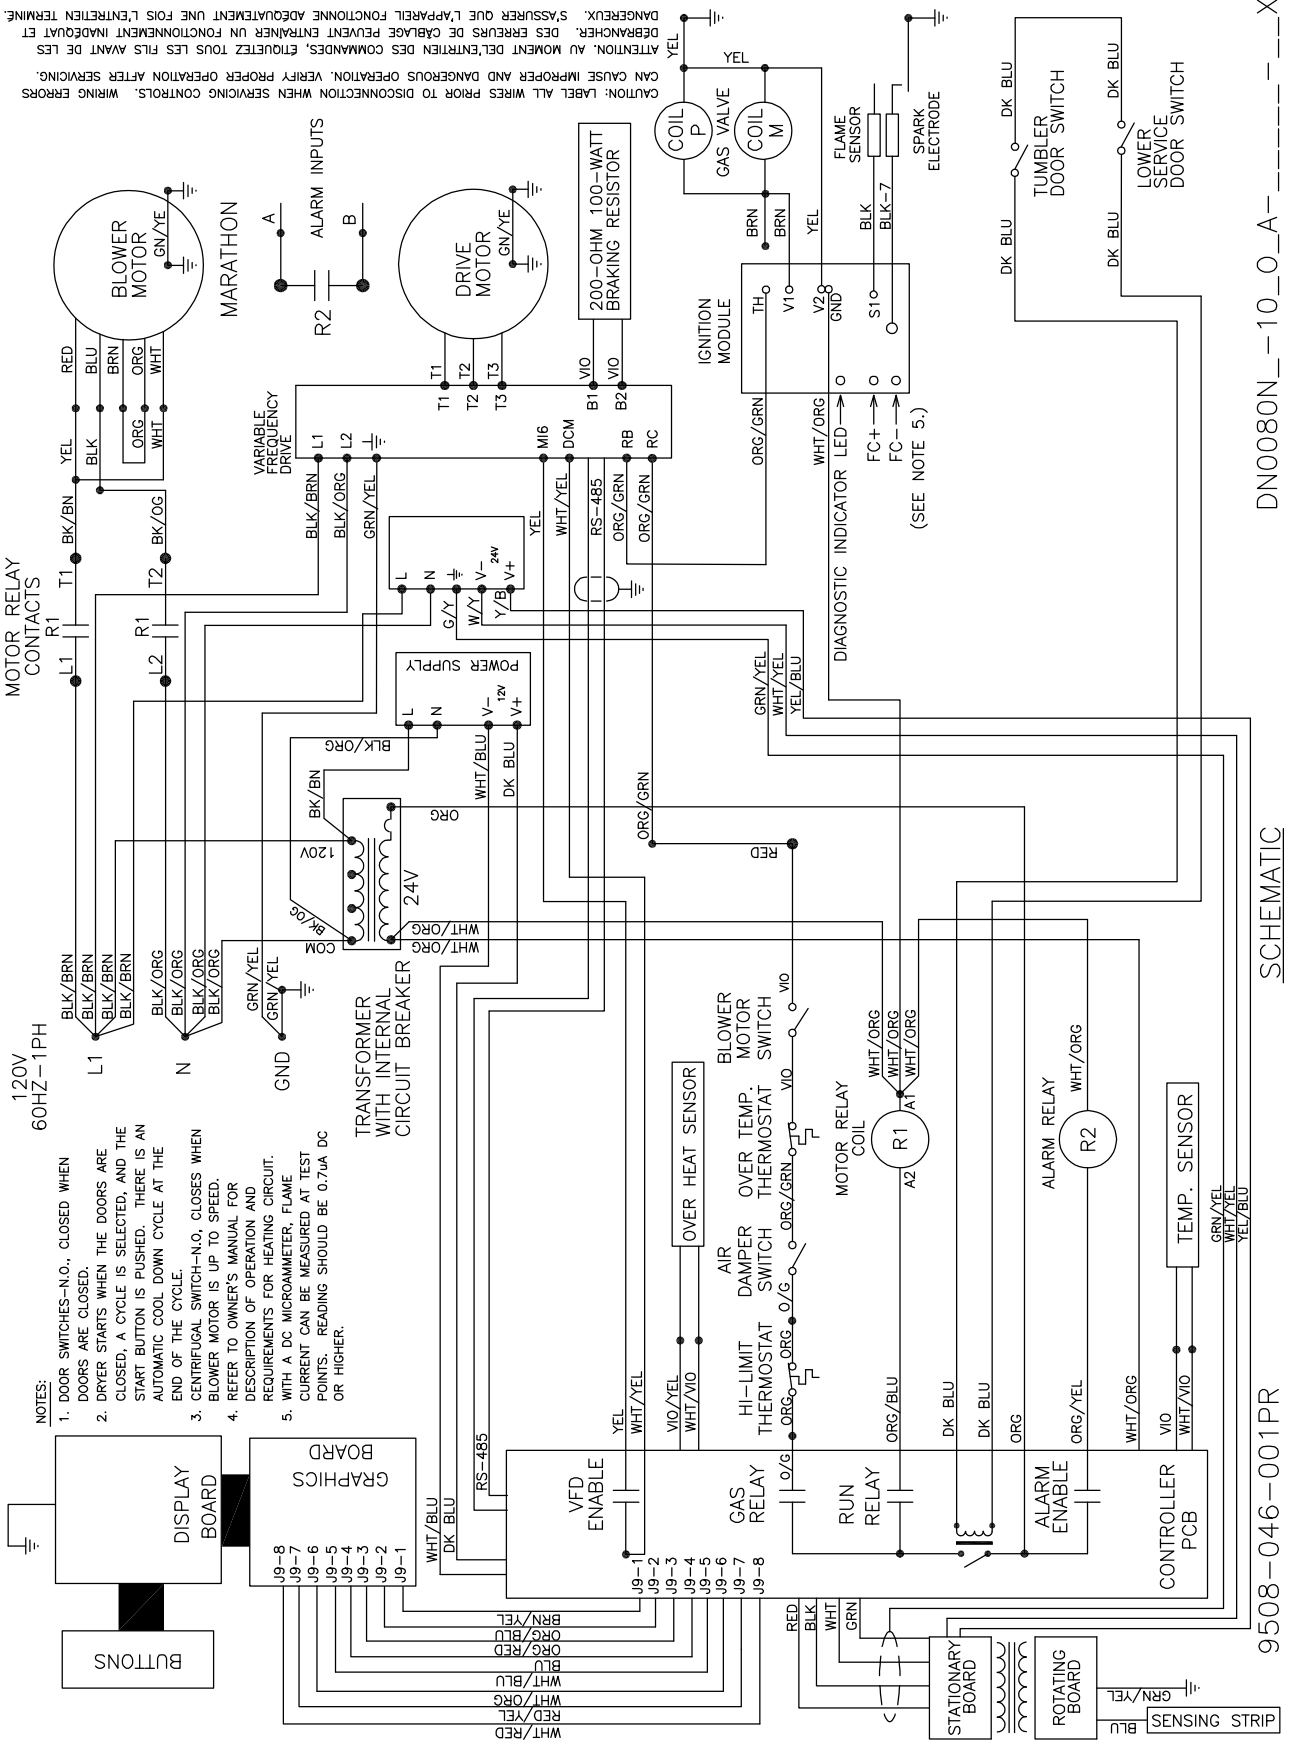 CAUTION: LABEL ALL WIRES PRIOR TO DISCONNECTION WHEN SERVICING CONTROLS. WIRING ERRORS
CAN CAUSE IMPROPER AND DANGEROUS OPERATION. VERIFY PROPER OPERATION AFTER SERVICING.
ATTENTION. AU MOMENT DEL'ENTRTIEN DES COMMANDES, ÉTIQUETEZ TOUS LES FILS AVANT DE LES
DÉBRANCHER. DES ERREURS DE CÂBLAGE PEUVENT ENTRAÎNER UN FONCTIONNEMENT INADÉQUAT ET
DANGEREUX. S'ASSURER QUE L'APPAREIL FONCTIONNE ADÉQUATEMENT UNE FOIS L'ENTRETIEN TERMINÉ.
NOTES:
1. DOOR SWITCHES-N.O., CLOSED WHEN
DOORS ARE CLOSED.
2. DRYER STARTS WHEN THE DOORS ARE
CLOSED, A CYCLE IS SELECTED, AND THE
START BUTTON IS PUSHED. THERE IS AN
AUTOMATIC COOL DOWN CYCLE AT THE
END OF THE CYCLE.
3. CENTRIFUGAL SWITCH-N.O, CLOSES WHEN
BLOWER MOTOR IS UP TO SPEED.
4. REFER TO OWNER'S MANUAL FOR
DESCRIPTION OF OPERATION AND
REQUIREMENTS FOR HEATING CIRCUIT.
5. WITH A DC MICROAMMETER, FLAME
CURRENT CAN BE MEASURED AT TEST
POINTS. READING SHOULD BE 0.7uA DC
OR HIGHER.
120V
60HZ-1PH
L1
BLK/BRN
BLK/BRN
BLK/BRN
BLK/BRN
N
BLK/ORG
BLK/ORG
BLK/ORG
BLK/ORG
GND
GRN/YEL
GRN/YEL
MOTOR RELAY
CONTACTS
L1
R1
T1
BK/BN
L2
R1
T2
BK/OG
YEL
RED
BLK
BLU
BRN
ORG
ORG
WHT
WHT
BLOWER
MOTOR
GN/YE
MARATHON
A
ALARM INPUTS
B
R2
DRIVE
MOTOR
GN/YE
T1
T2
T3
T1
T2
T3
VARIABLE
FREQUENCY
DRIVE
BLK/BRN
L1
BLK/ORG
L2
GRN/YEL
YEL
MI6
WHT/YEL
DCM
RS-485
ORG/GRN
RB
ORG/GRN
RC
B1
VIO
B2
VIO
200-OHM 100-WATT
BRAKING RESISTOR
L
N
G/Y
W/Y
V-
24V
Y/B
V+
POWER SUPPLY
L
N
V-
12V
V+
WHT/BLU
DK BLU
BLK/ORG
BK/BN
120V
BK/OG
COM
24V
ORG
WHT/ORG
WHT/ORG
TRANSFORMER
WITH INTERNAL
CIRCUIT BREAKER
YEL
YEL
COIL
P
COIL
M
GAS VALVE
BRN
BRN
YEL
FLAME
SENSOR
SPARK
ELECTRODE
BLK
BLK-7
IGNITION
MODULE
TH
V1
V2
GND
S1
ORG/GRN
WHT/ORG
DIAGNOSTIC INDICATOR LED
FC+
FC-
(SEE NOTE 5.)
DK BLU
TUMBLER
DOOR SWITCH
DK BLU
DK BLU
LOWER
SERVICE
DOOR SWITCH
DK BLU
GRN/YEL
WHT/YEL
YEL/BLU
ORG/GRN
RED
VIO
BLOWER
MOTOR
SWITCH
VIO
OVER TEMP.
THERMOSTAT
ORG/GRN
AIR
DAMPER
SWITCH
O/G
HI-LIMIT
THERMOSTAT
ORG
ORG
O/G
OVER HEAT SENSOR
VIO/YEL
WHT/VIO
MOTOR RELAY
COIL
A2
R1
A1
WHT/ORG
WHT/ORG
WHT/ORG
ORG/BLU
ALARM RELAY
R2
WHT/ORG
ORG/YEL
DK BLU
DK BLU
ORG
WHT/ORG
TEMP. SENSOR
VIO
WHT/VIO
GRN/YEL
WHT/YEL
YEL/BLU
BUTTONS
DISPLAY
BOARD
GRAPHICS
BOARD
J9-8
J9-7
J9-6
J9-5
J9-4
J9-3
J9-2
J9-1
WHT/BLU
DK BLU
RS-485
YEL
WHT/YEL
VFD
ENABLE
GAS
RELAY
RUN
RELAY
ALARM
ENABLE
CONTROLLER
PCB
J9-1
J9-2
J9-3
J9-4
J9-5
J9-6
J9-7
J9-8
BRN/YEL
ORG/BLU
ORG/RED
BLU
WHT/BLU
WHT/ORG
RED/YEL
WHT/RED
RED
BLK
WHT
GRN
STATIONARY
BOARD
ROTATING
BOARD
GRN/YEL
BLU
SENSING STRIP
9508-046-001PR
SCHEMATIC